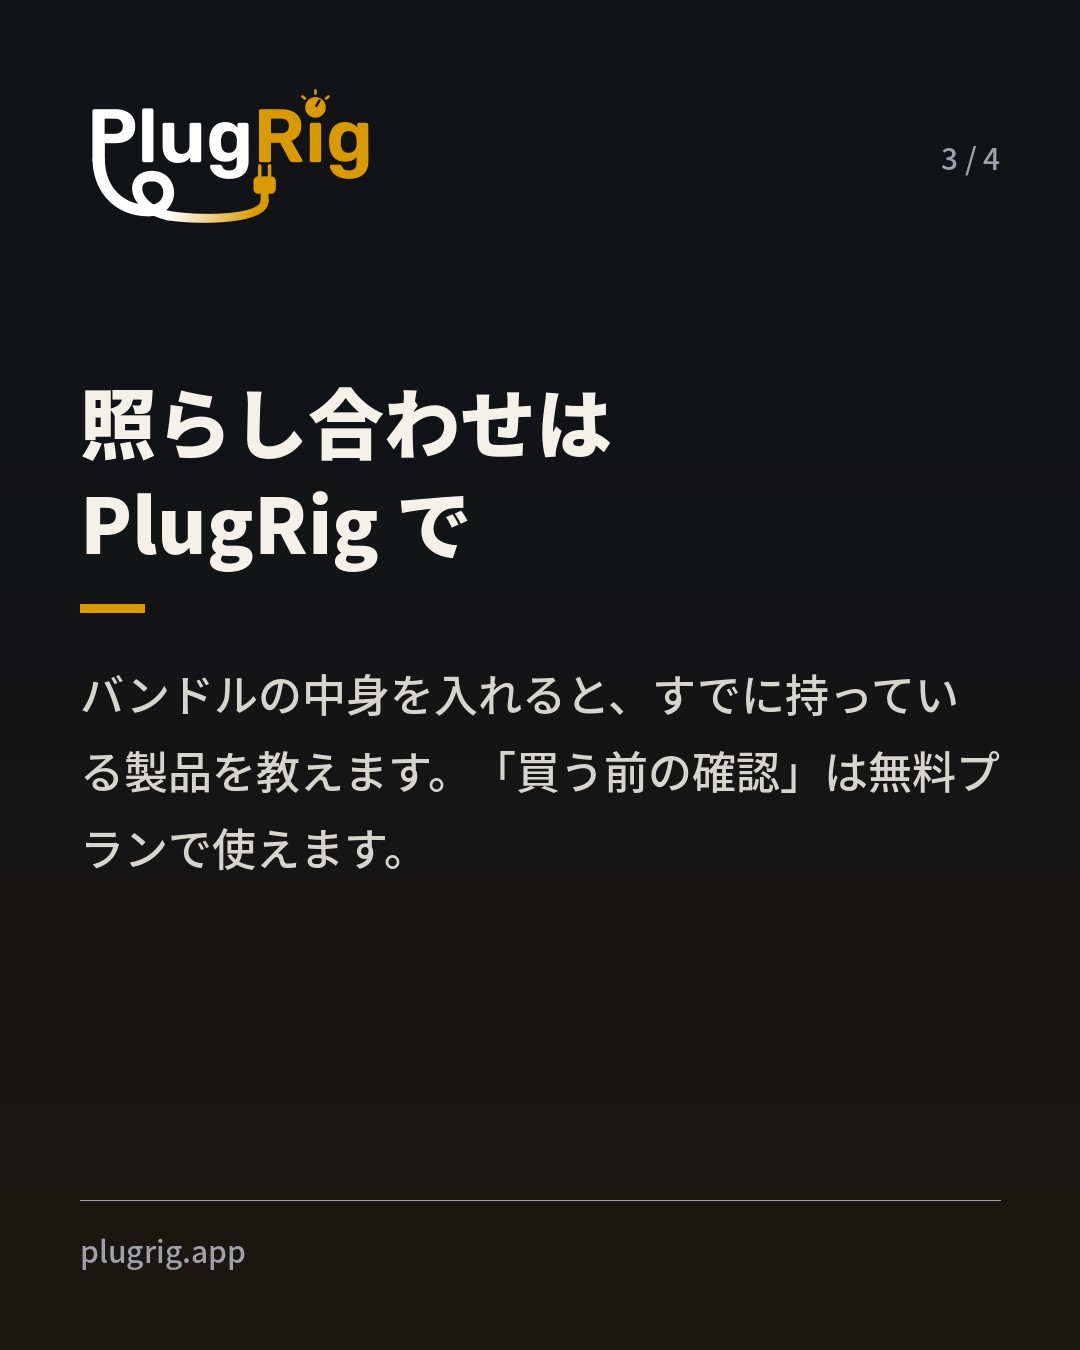 PlugRig
3 / 4
照らし合わせは
PlugRig で
バンドルの中身を入れると、すでに持ってい
る製品を教えます。「買う前の確認」は無料プ
ランで使えます。
plugrig.app